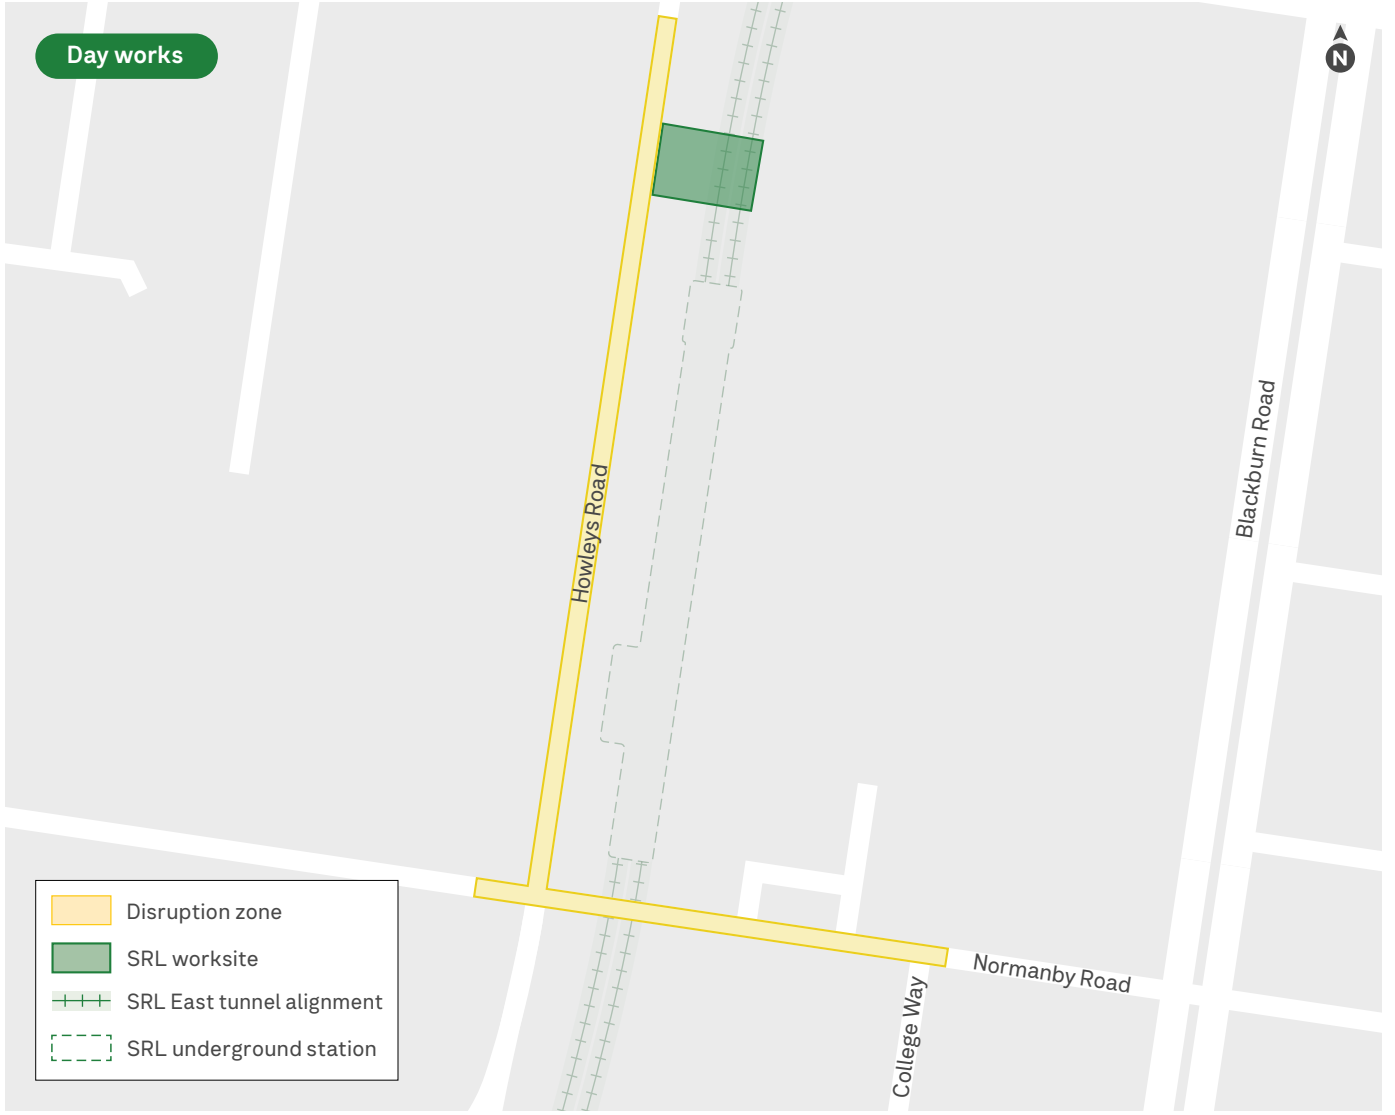 Day works
N
Blackburn Road
Howleys Road
Normanby Road
College Way
Disruption zone
SRL worksite
SRL East tunnel alignment
SRL underground station